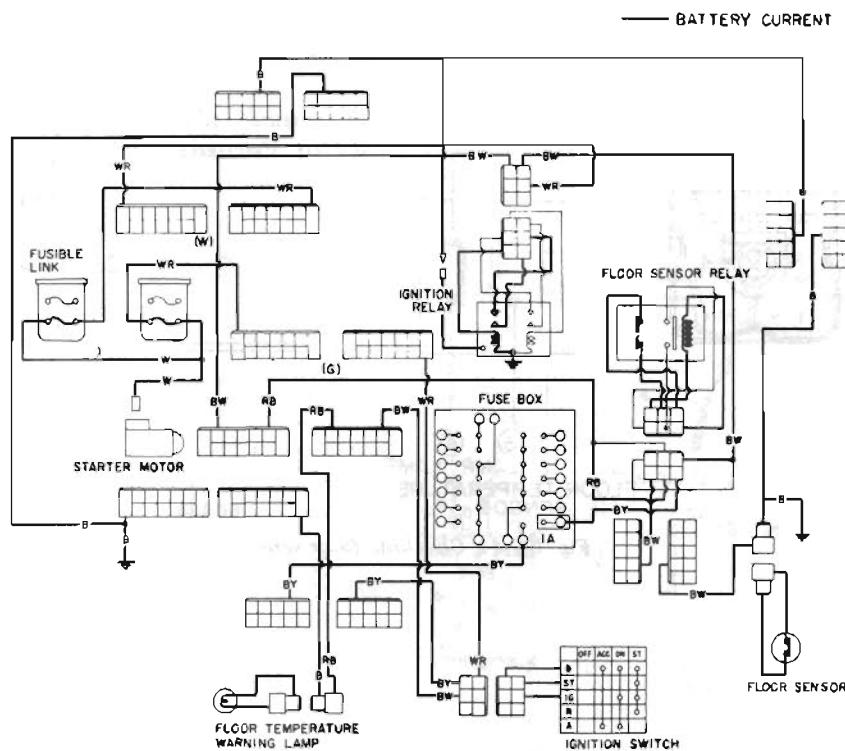 BATTERY CURRENT
B
B
BW
BW
WR
WR
WR
B
(W)
FUSIBLE
LINK
WR
IGNITION
RELAY
FLOOR SENSOR RELAY
B
W
(G)
W
BW
RB
RB
BW
WR
FUSE BOX
BW
STARTER MOTOR
RB
BY
1A
B
B
BW
BY
BY
BY
BW
RB
B
WR
BY
BW
OFF ACC ON ST
B
ST
IG
R
A
FLOOR SENSOR
FLOOR TEMPERATURE
WARNING LAMP
IGNITION SWITCH